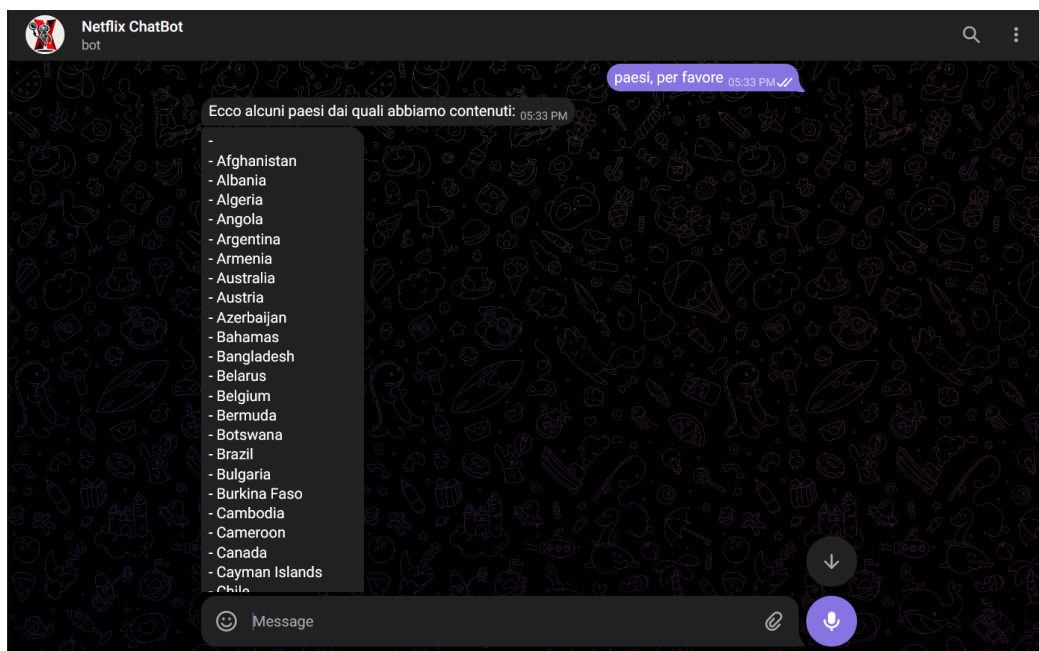 Netflix ChatBot
bot
paesi, per favore 05:33 PM
Ecco alcuni paesi dai quali abbiamo contenuti: 05:33 PM
-
- Afghanistan
- Albania
- Algeria
- Angola
- Argentina
- Armenia
- Australia
- Austria
- Azerbaijan
- Bahamas
- Bangladesh
- Belarus
- Belgium
- Bermuda
- Botswana
- Brazil
- Bulgaria
- Burkina Faso
- Cambodia
- Cameroon
- Canada
- Cayman Islands
- Chile
Message